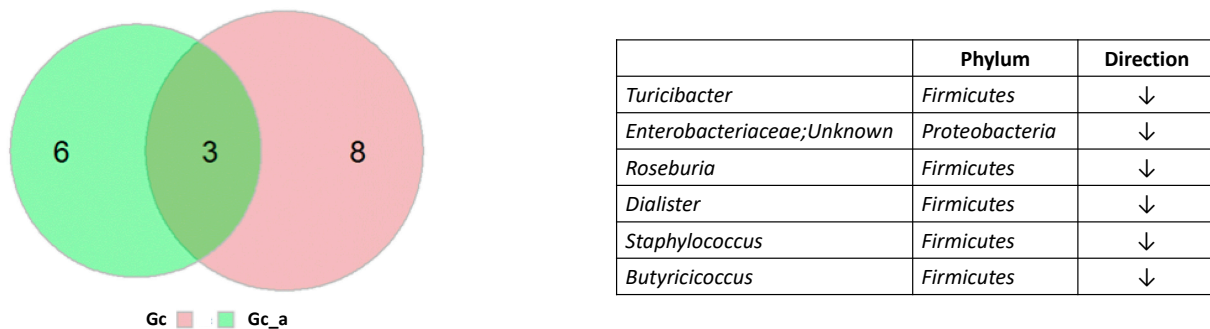 6 3 8
Gc Gc_a
Phylum Direction
Turicibacter Firmicutes ↓
Enterobacteriaceae;Unknown Proteobacteria ↓
Roseburia Firmicutes ↓
Dialister Firmicutes ↓
Staphylococcus Firmicutes ↓
Butyricicoccus Firmicutes ↓